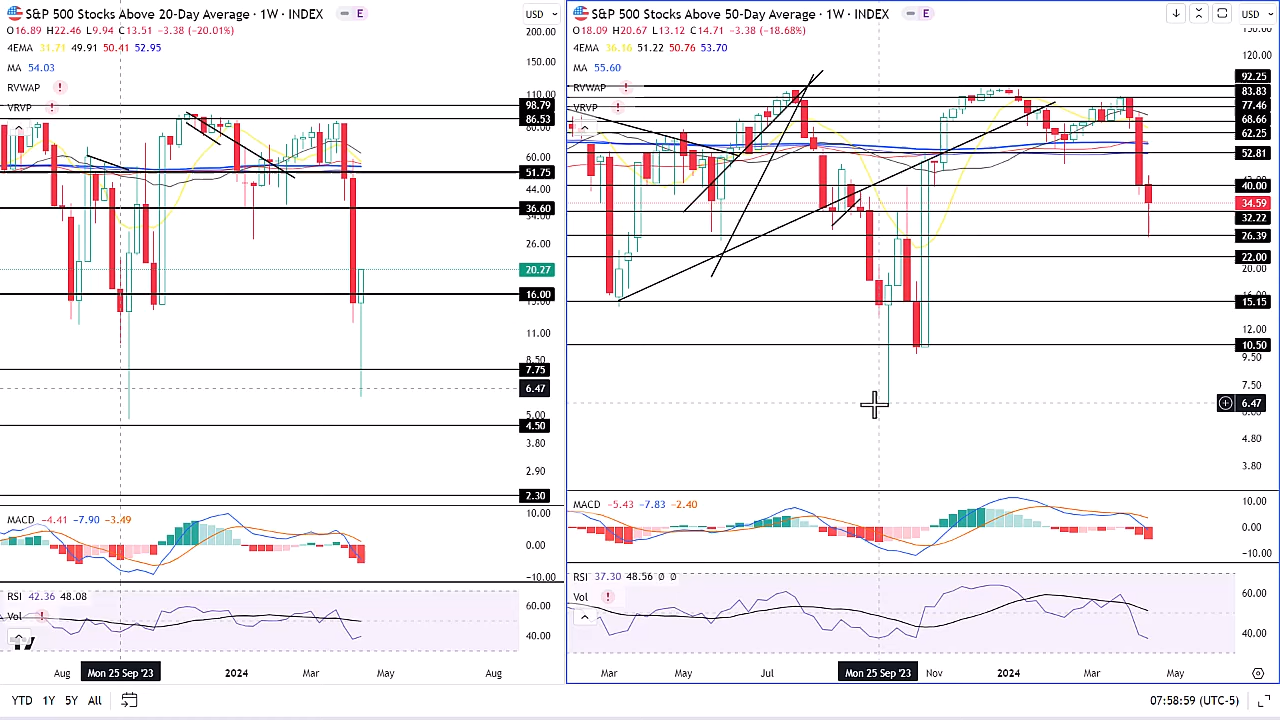 S&P 500 Stocks Above 20-Day Average · 1W · INDEX E USD
O16.89 H22.46 L9.94 C13.51 −3.38 (−20.01%)
4EMA 31.71 49.91 50.41 52.95
MA 54.03
RVWAP !
VRVP !
200.00
150.00
110.00
98.79
86.53
80.00
60.00
51.75
44.00
36.60
34.00
26.00
20.27
16.00
11.00
8.50
7.75
6.47
5.00
4.50
3.80
2.90
2.30
MACD −4.41 −7.90 −3.49
10.00
0.00
−10.00
RSI 42.36 48.08
Vol !
60.00
40.00
Aug Mon 25 Sep '23 2024 Mar May Aug
S&P 500 Stocks Above 50-Day Average · 1W · INDEX E USD
O18.09 H20.67 L13.12 C14.71 −3.38 (−18.68%)
4EMA 36.16 51.22 50.76 53.70
MA 55.60
RVWAP !
VRVP !
120.00
92.25
83.83
77.46
68.66
62.25
52.81
40.00
34.59
32.22
26.39
22.00
20.00
15.15
12.00
10.50
9.50
7.50
6.47
4.80
3.80
MACD −5.43 −7.83 −2.40
10.00
0.00
−10.00
RSI 37.30 48.56 Ø Ø
Vol !
60.00
40.00
Mar May Jul Mon 25 Sep '23 Nov 2024 Mar May
YTD 1Y 5Y All 07:58:59 (UTC-5)